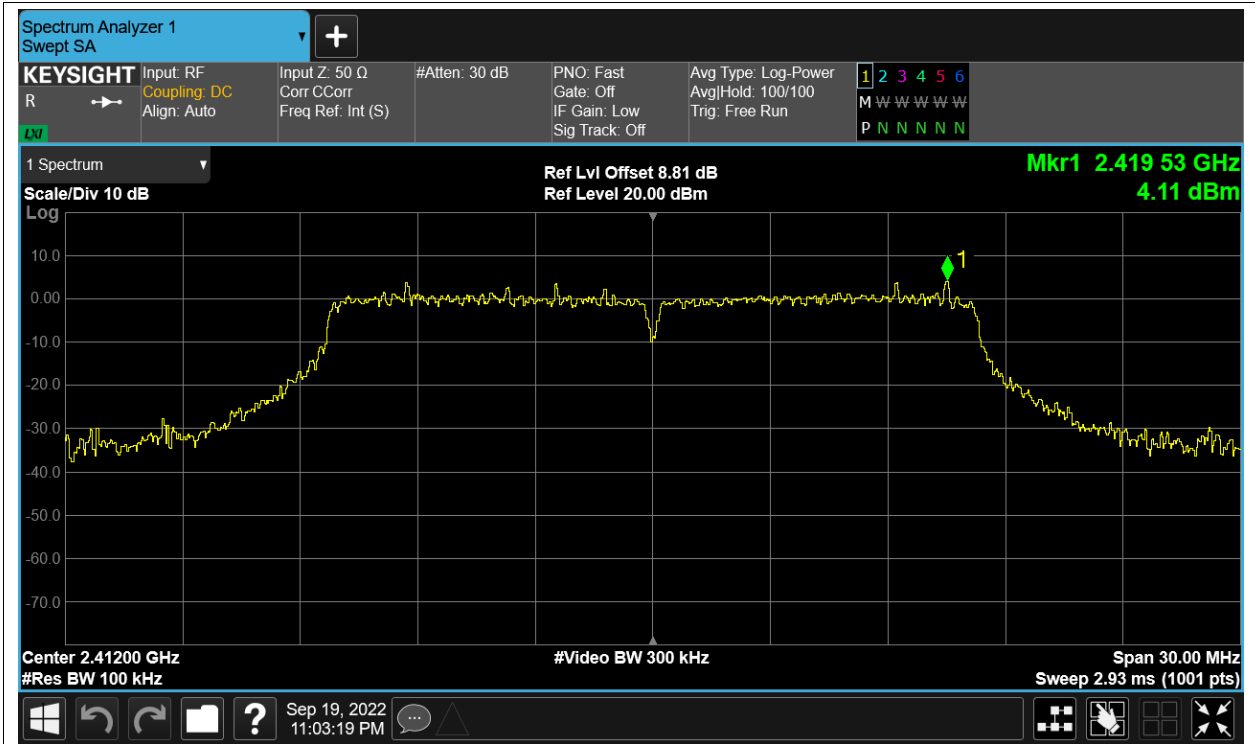 Spectrum Analyzer 1
Swept SA
KEYSIGHT
R
LXI
Input: RF
Coupling: DC
Align: Auto
Input Z: 50 Ω
Corr CCorr
Freq Ref: Int (S)
#Atten: 30 dB
PNO: Fast
Gate: Off
IF Gain: Low
Sig Track: Off
Avg Type: Log-Power
Avg|Hold: 100/100
Trig: Free Run
1 2 3 4 5 6
M W W W W W
P N N N N N
1 Spectrum
Scale/Div 10 dB
Log
Ref Lvl Offset 8.81 dB
Ref Level 20.00 dBm
Mkr1 2.419 53 GHz
4.11 dBm
1
10.0
0.00
-10.0
-20.0
-30.0
-40.0
-50.0
-60.0
-70.0
Center 2.41200 GHz
#Res BW 100 kHz
#Video BW 300 kHz
Span 30.00 MHz
Sweep 2.93 ms (1001 pts)
?
Sep 19, 2022
11:03:19 PM